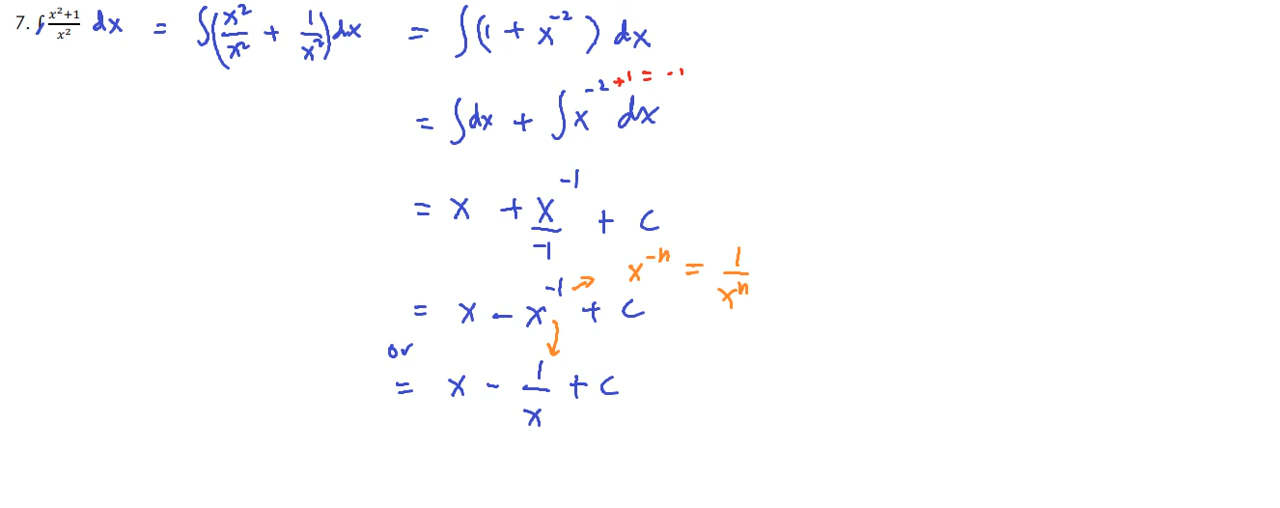 7. ∫ x²+1/x² dx = ∫(x²/x² + 1/x²)dx = ∫(1 + x⁻²) dx
= ∫dx + ∫x⁻² ⁺¹ ⁼ ⁻¹ dx
= x + x⁻¹/-1 + c
x⁻ⁿ = 1/xⁿ
= x - x⁻¹ + c
or
= x - 1/x + c